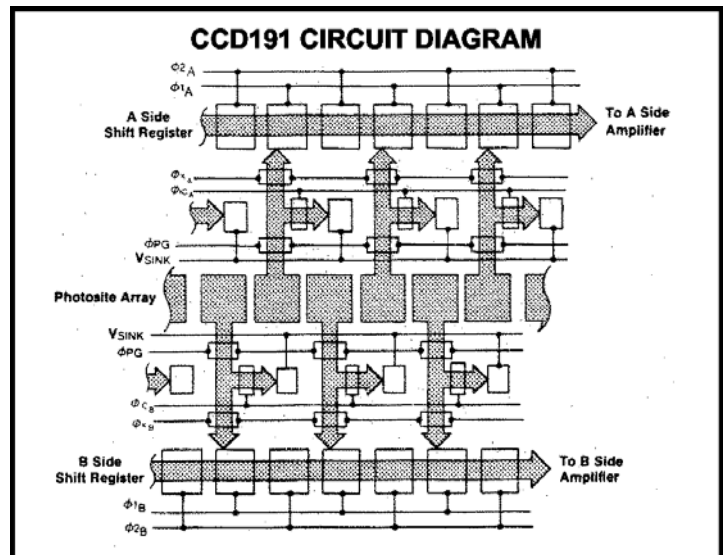 CCD191 CIRCUIT DIAGRAM
Φ2A
Φ1A
A Side
Shift Register
To A Side
Amplifier
ΦXA
ΦCA
ΦPG
VSINK
Photosite Array
VSINK
ΦPG
ΦCB
ΦXB
B Side
Shift Register
To B Side
Amplifier
Φ1B
Φ2B